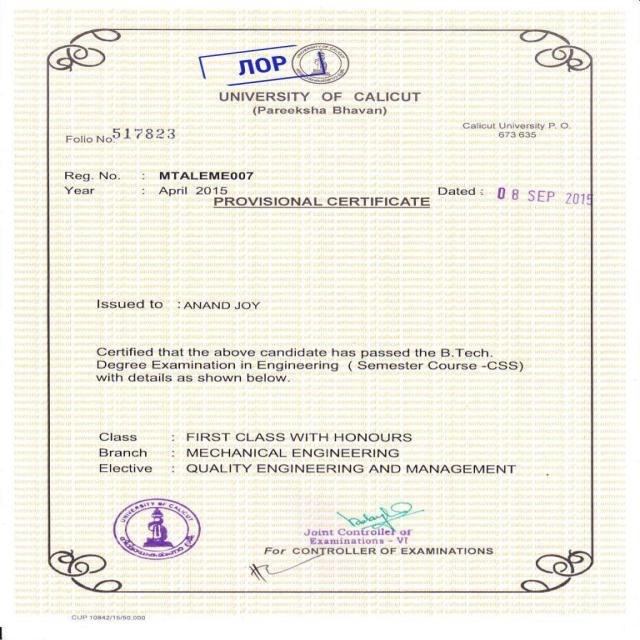 ЛОР
UNIVERSITY OF CALICUT
(Pareeksha Bhavan)
Folio No. 517823
Calicut University P. O.
673 635
Reg. No. : MTALEME007
Year : April 2015
Dated : 08 SEP 2015
PROVISIONAL CERTIFICATE
Issued to : ANAND JOY
Certified that the above candidate has passed the B.Tech.
Degree Examination in Engineering ( Semester Course -CSS)
with details as shown below.
Class : FIRST CLASS WITH HONOURS
Branch : MECHANICAL ENGINEERING
Elective : QUALITY ENGINEERING AND MANAGEMENT
UNIVERSITY OF CALICUT
Joint Controller of
Examinations - VI
For CONTROLLER OF EXAMINATIONS
CUP 10842/15/50,000